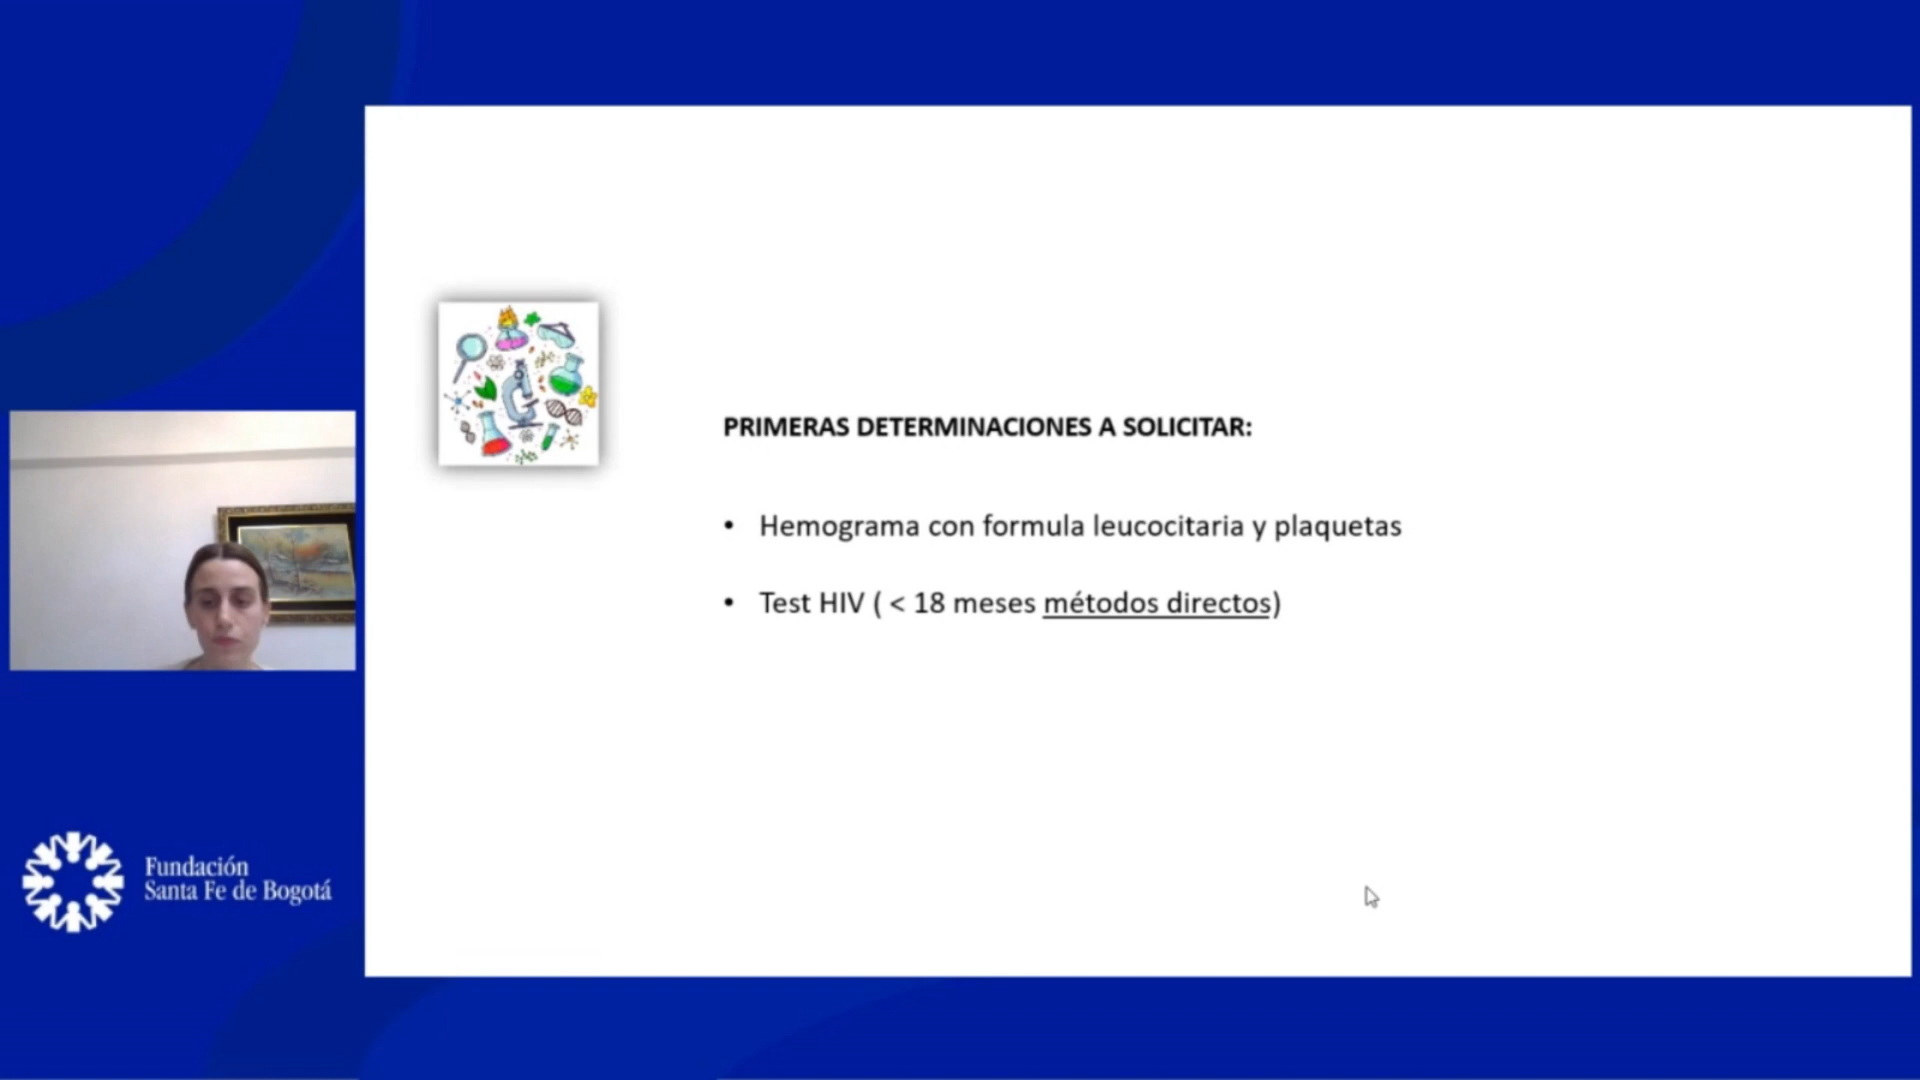 PRIMERAS DETERMINACIONES A SOLICITAR:
• Hemograma con formula leucocitaria y plaquetas
• Test HIV ( < 18 meses métodos directos)
Fundación
Santa Fe de Bogotá